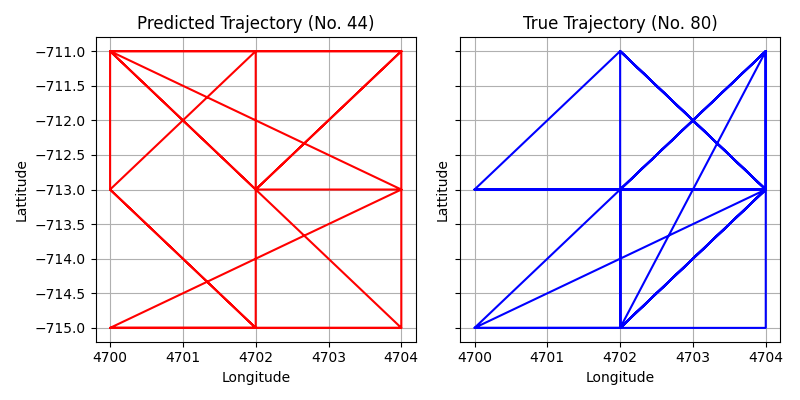 Predicted Trajectory (No. 44)
True Trajectory (No. 80)
−711.0
−711.5
−712.0
−712.5
−713.0
−713.5
−714.0
−714.5
−715.0
Lattitude
Lattitude
4700 4701 4702 4703 4704
4700 4701 4702 4703 4704
Longitude
Longitude